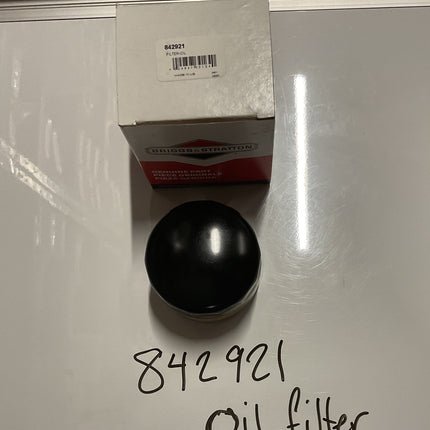 842921
FILTER-OIL
BRIGGS & STRATTON
GENUINE PART
PIÈCE ORIGINALE
PIEZA GENUINA
842921
Oil filter